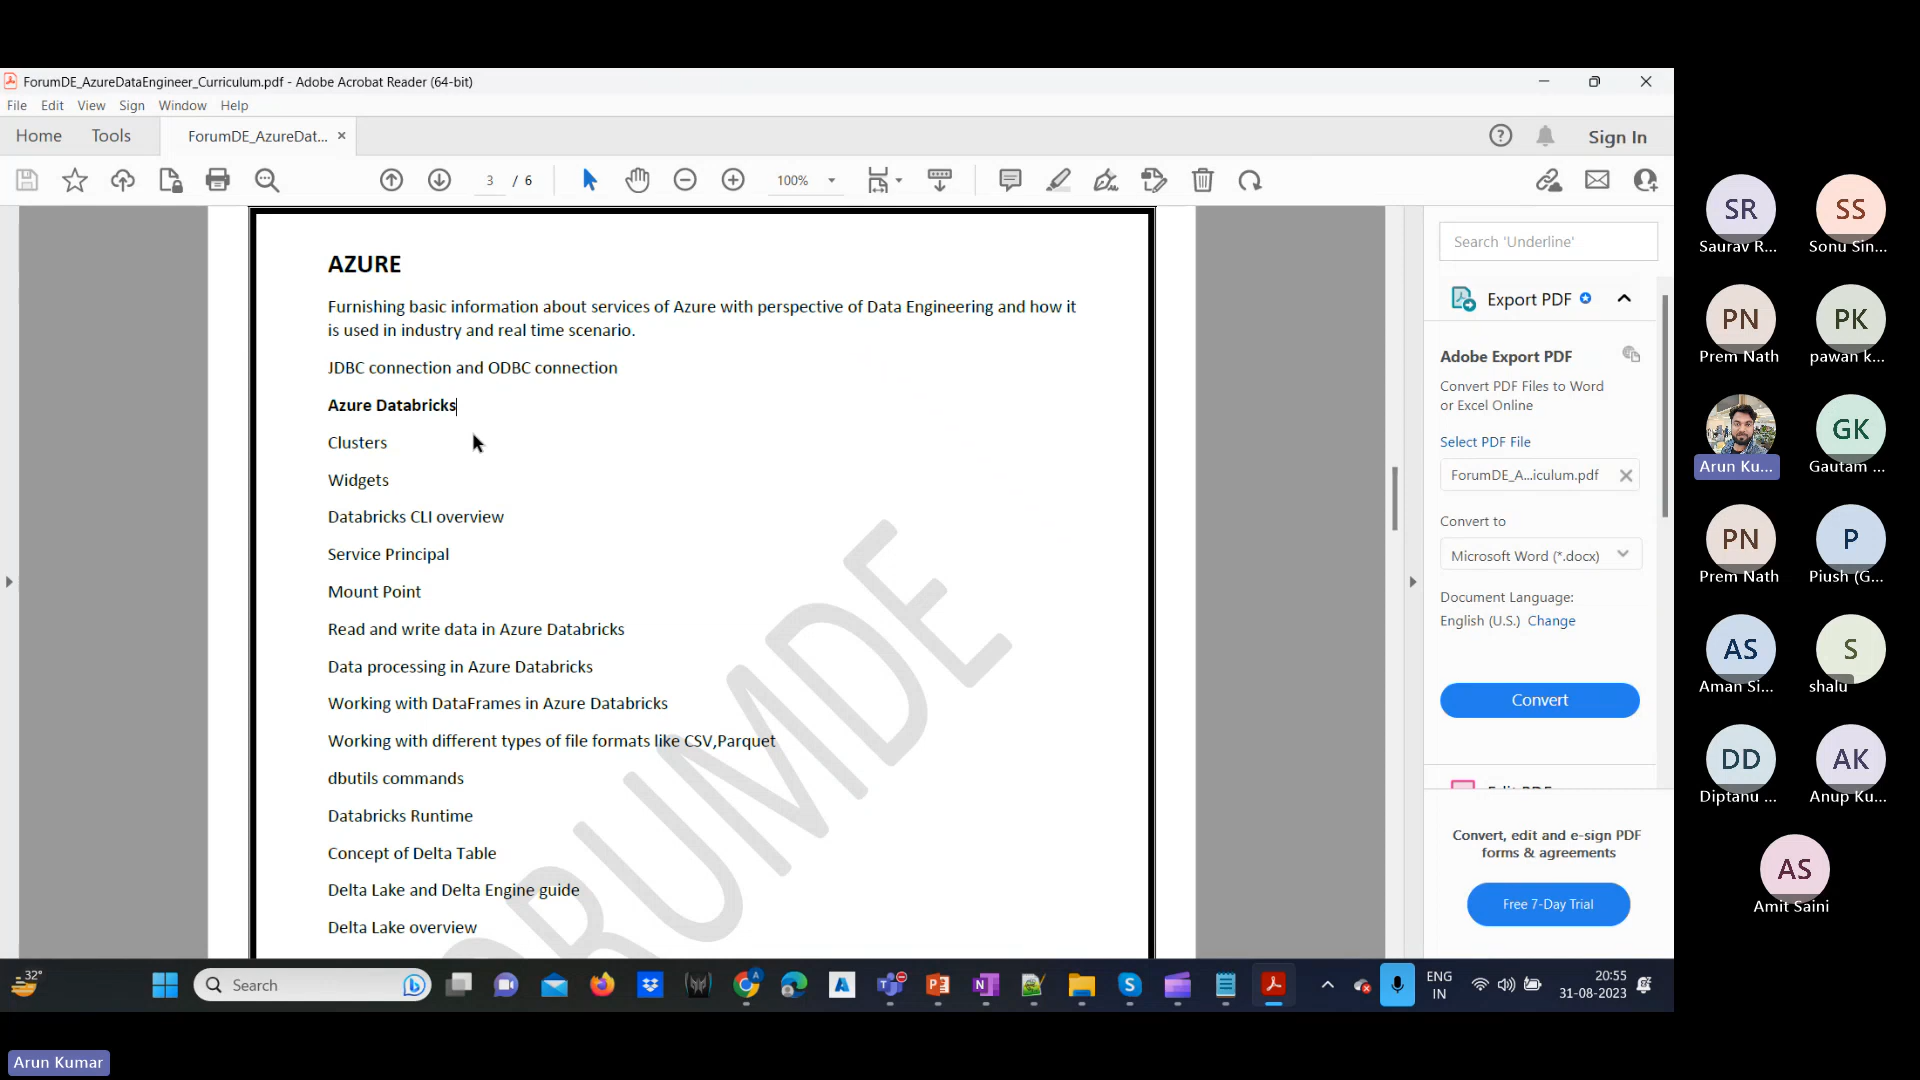 ForumDE_AzureDataEngineer_Curriculum.pdf - Adobe Acrobat Reader (64-bit)
File Edit View Sign Window Help
Home Tools ForumDE_AzureDat... Sign In
3 / 6 100%
AZURE
Furnishing basic information about services of Azure with perspective of Data Engineering and how it
is used in industry and real time scenario.
JDBC connection and ODBC connection
Azure Databricks
Clusters
Widgets
Databricks CLI overview
Service Principal
Mount Point
Read and write data in Azure Databricks
Data processing in Azure Databricks
Working with DataFrames in Azure Databricks
Working with different types of file formats like CSV,Parquet
dbutils commands
Databricks Runtime
Concept of Delta Table
Delta Lake and Delta Engine guide
Delta Lake overview
FORUMDE
Search 'Underline'
Export PDF
Adobe Export PDF
Convert PDF Files to Word
or Excel Online
Select PDF File
ForumDE_A...iculum.pdf
Convert to
Microsoft Word (*.docx)
Document Language:
English (U.S.) Change
Convert
Convert, edit and e-sign PDF
forms & agreements
Free 7-Day Trial
SR SS
Saurav R... Sonu Sin...
PN PK
Prem Nath pawan k...
GK
Arun Ku... Gautam ...
PN P
Prem Nath Piush (G...
AS S
Aman Si... shalu
DD AK
Diptanu ... Anup Ku...
AS
Amit Saini
32°
Search
ENG
IN
20:55
31-08-2023
Arun Kumar